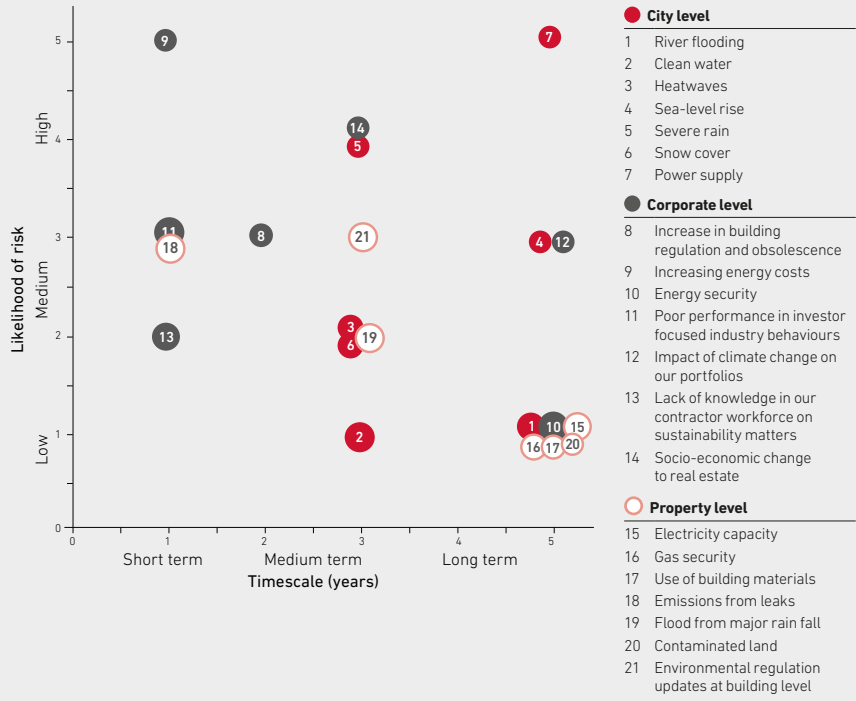 Likelihood of risk
High
Medium
Low
5
4
3
2
1
0
9
7
14
5
11
18
8
21
4
12
13
3
6
19
2
1
10
15
16
17
20
0
1
2
3
4
5
Short term
Medium term
Long term
Timescale (years)
City level
1 River flooding
2 Clean water
3 Heatwaves
4 Sea-level rise
5 Severe rain
6 Snow cover
7 Power supply
Corporate level
8 Increase in building
regulation and obsolescence
9 Increasing energy costs
10 Energy security
11 Poor performance in investor
focused industry behaviours
12 Impact of climate change on
our portfolios
13 Lack of knowledge in our
contractor workforce on
sustainability matters
14 Socio-economic change
to real estate
Property level
15 Electricity capacity
16 Gas security
17 Use of building materials
18 Emissions from leaks
19 Flood from major rain fall
20 Contaminated land
21 Environmental regulation
updates at building level